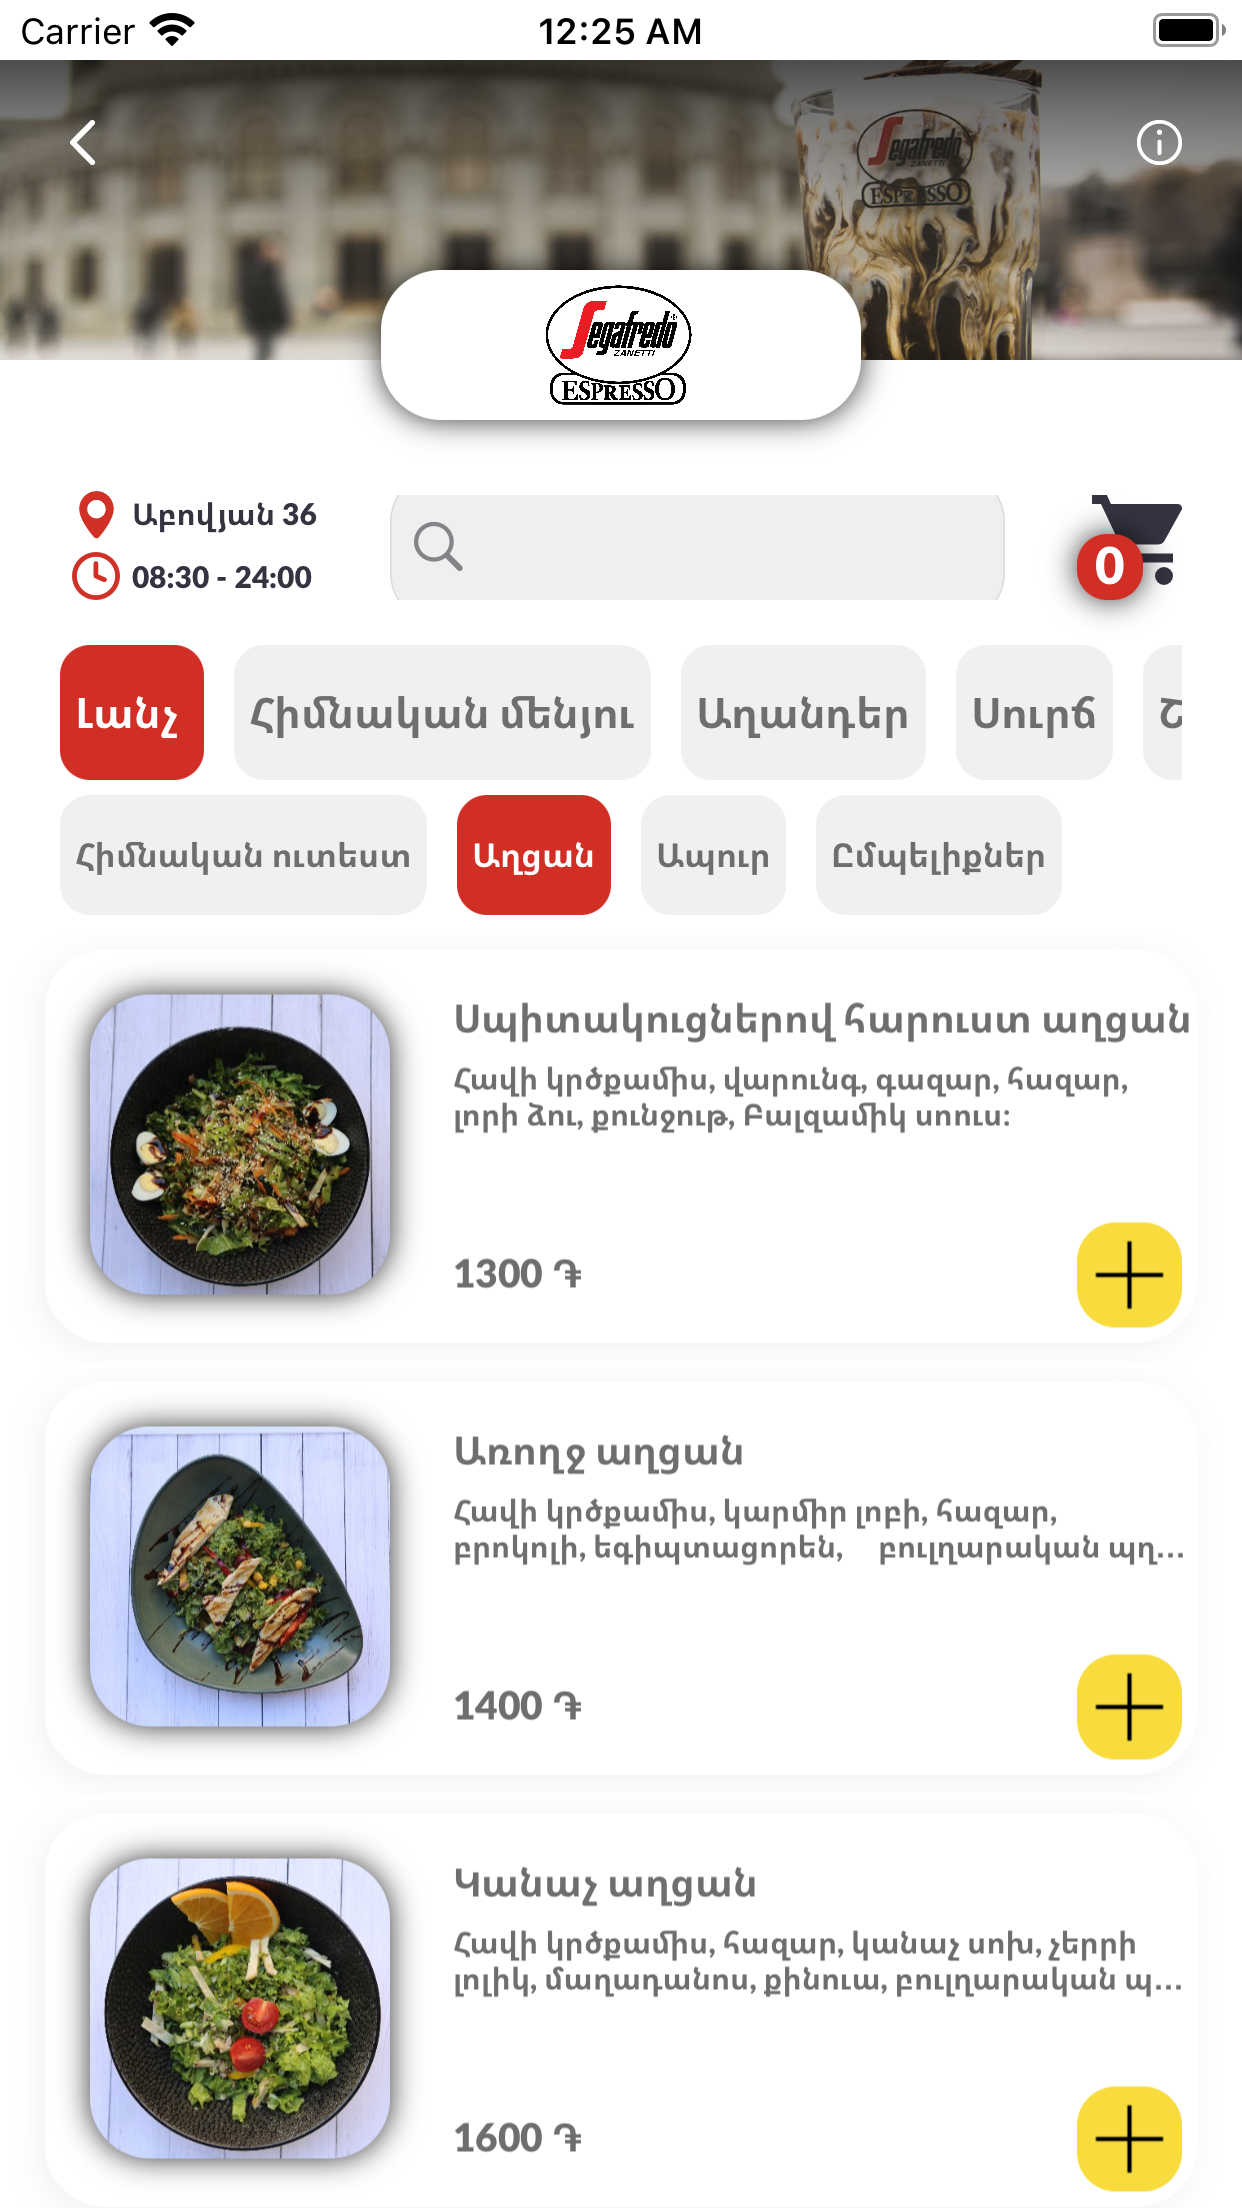 Carrier 12:25 AM
Segafredo
ZANETTI
ESPRESSO
Segafredo®
ZANETTI
ESPRESSO
Աբովյան 36
08:30 - 24:00
0
Լանչ Հիմնական մենյու Աղանդեր Սուրճ Շ
Հիմնական ուտեստ Աղցան Ապուր Ըմպելիքներ
Սպիտակուցներով հարուստ աղցան
Հավի կրծքամիս, վարունգ, գազար, հազար,
լորի ձու, քունջութ, Բալզամիկ սոուս։
1300 ֏
Առողջ աղցան
Հավի կրծքամիս, կարմիր լոբի, հազար,
բրոկոլի, եգիպտացորեն, բուլղարական պղ...
1400 ֏
Կանաչ աղցան
Հավի կրծքամիս, հազար, կանաչ սոխ, չերրի
լոլիկ, մաղադանոս, քինուա, բուլղարական պ...
1600 ֏